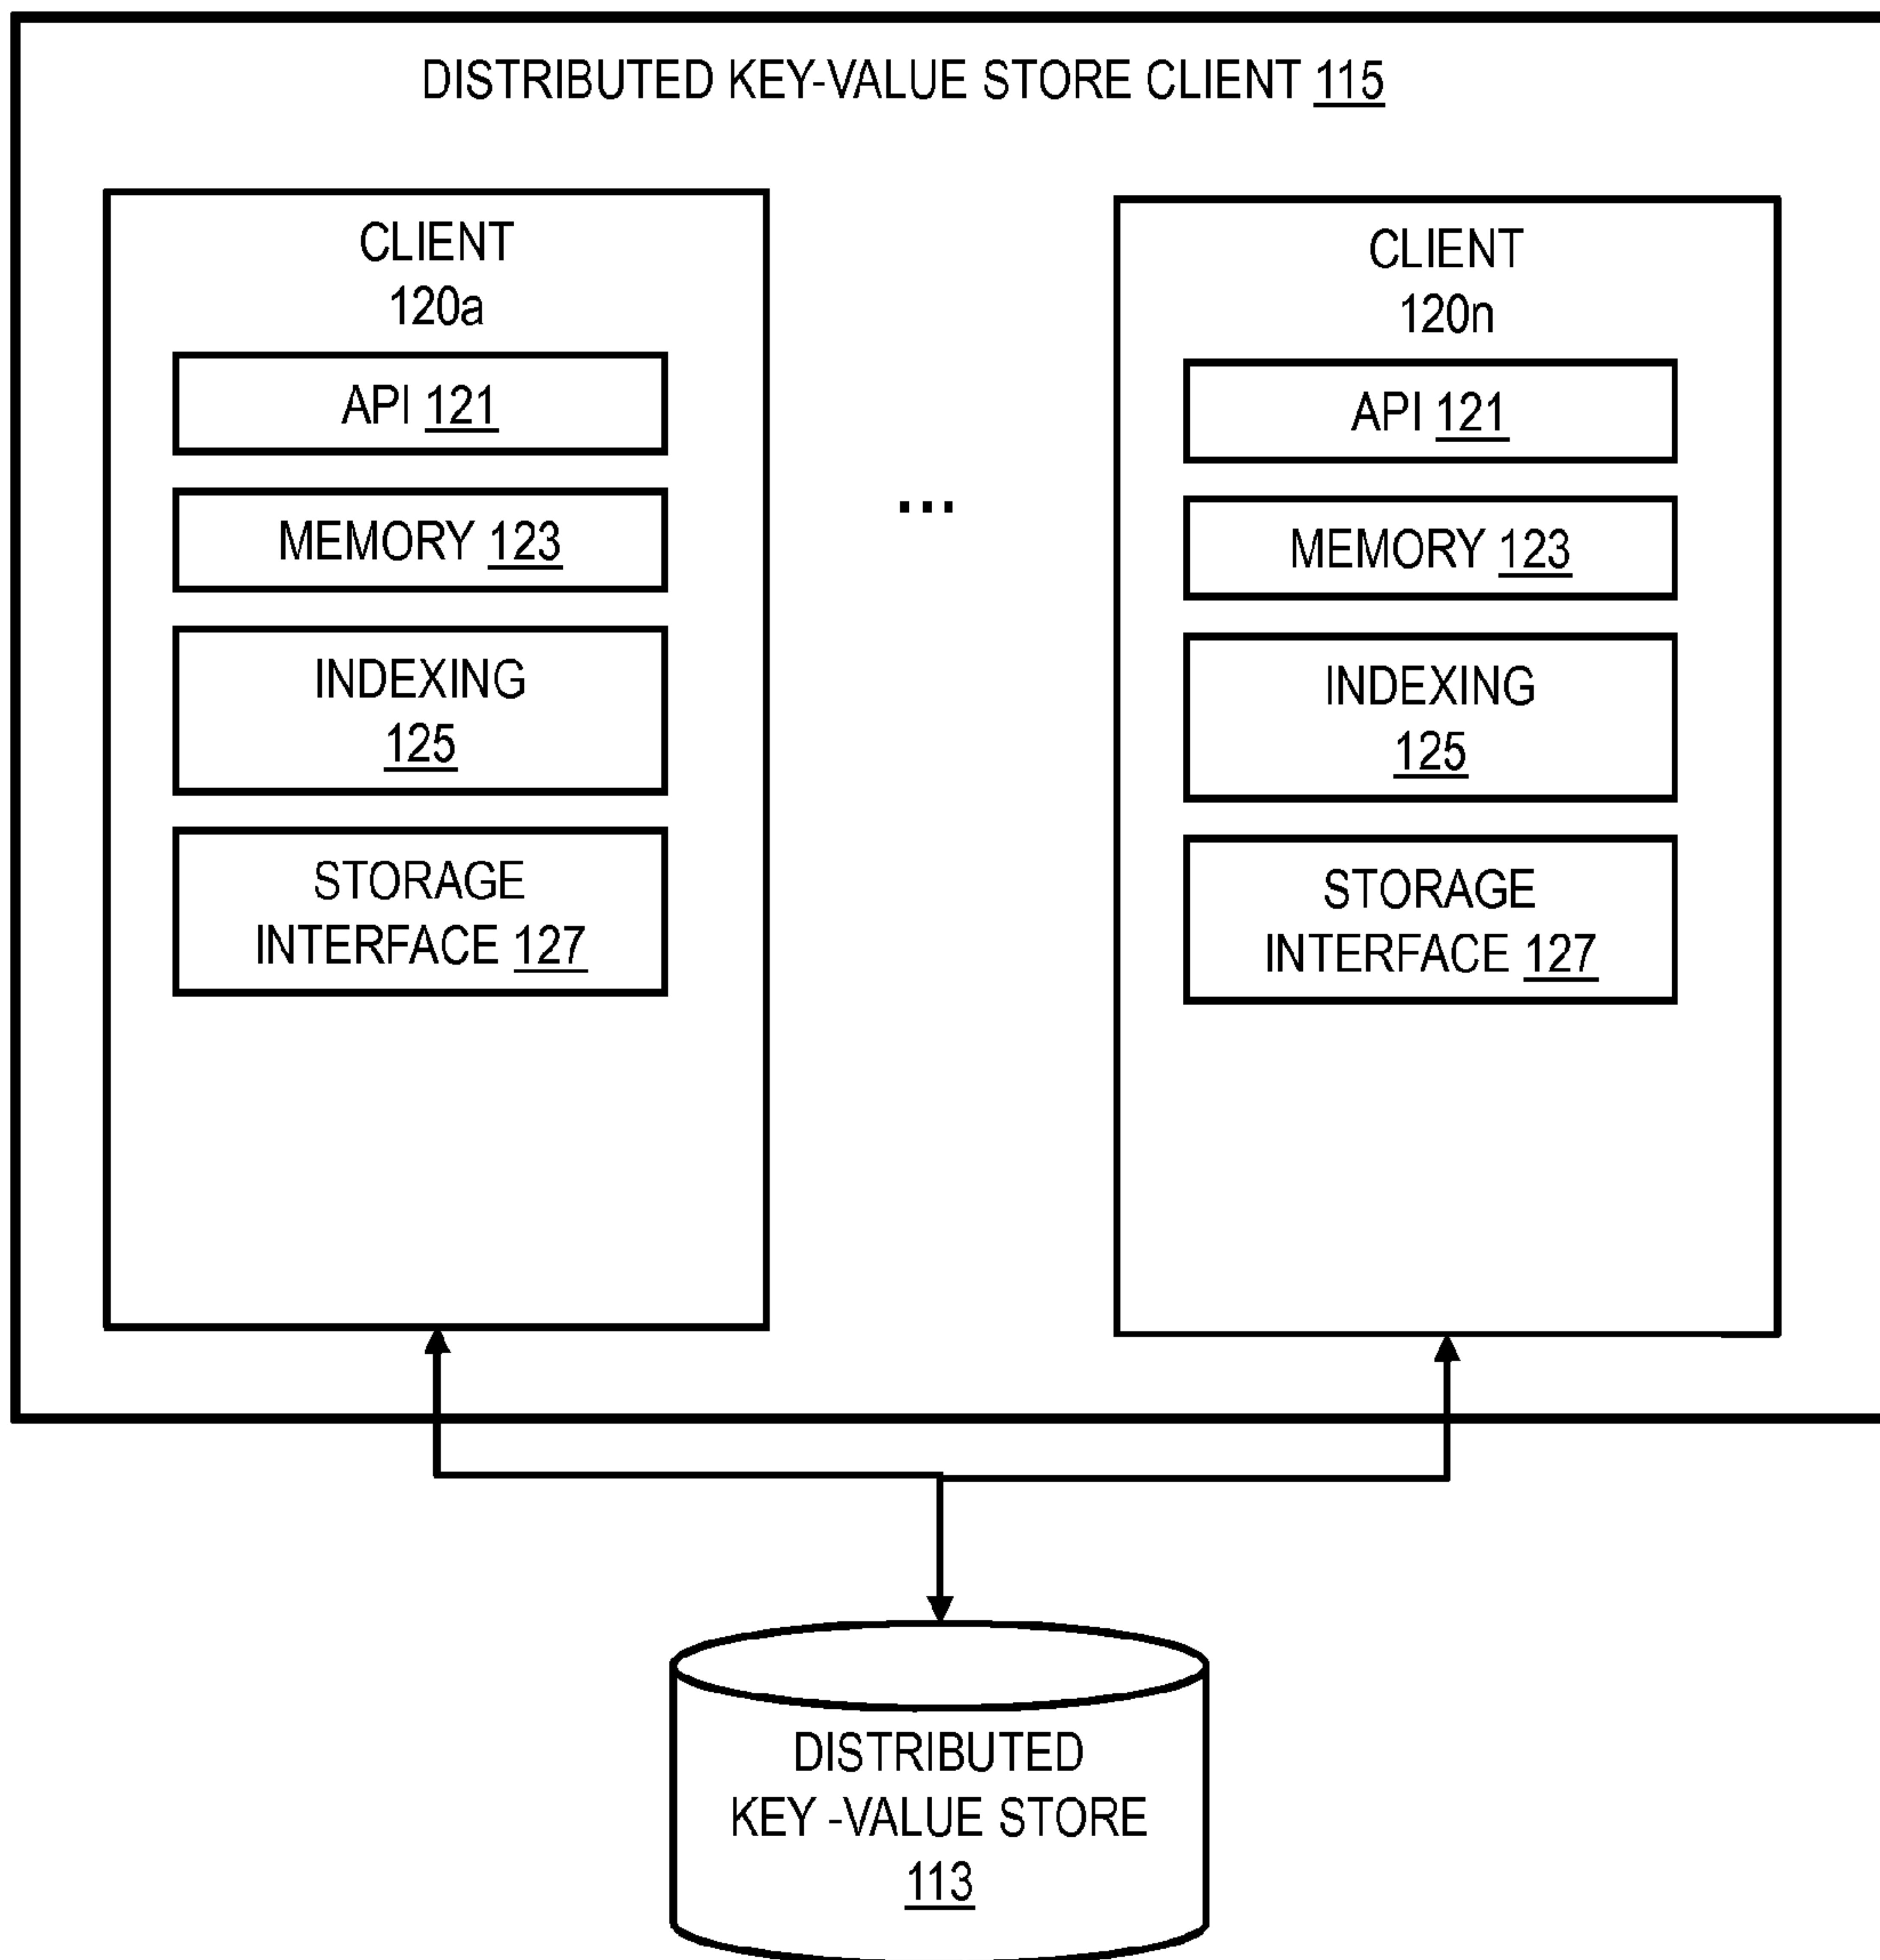 DISTRIBUTED KEY-VALUE STORE CLIENT 115
CLIENT
120a
API 121
MEMORY 123
INDEXING
125
STORAGE
INTERFACE 127
...
CLIENT
120n
API 121
MEMORY 123
INDEXING
125
STORAGE
INTERFACE 127
DISTRIBUTED
KEY -VALUE STORE
113